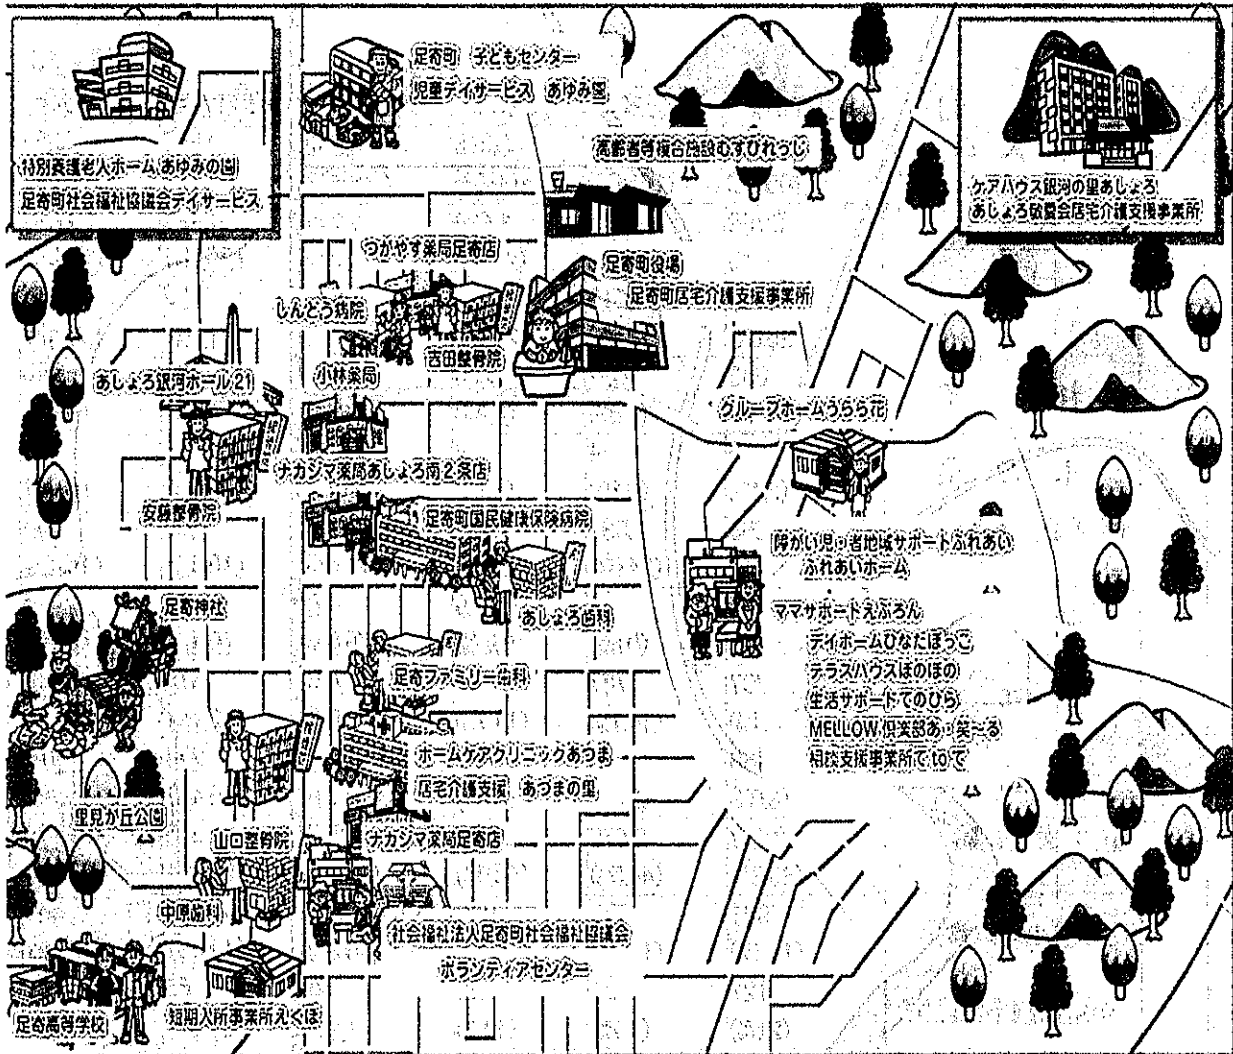 足寄町 子どもセンター
児童デイサービス あゆみ園
特別養護老人ホームあゆみの園
足寄町社会福祉協議会デイサービス
高齢者等複合施設むすびれっじ
ケアハウス銀河の里あしょろ
あしょろ敬愛会居宅介護支援事業所
つがやす薬局足寄店
足寄町役場
足寄町居宅介護支援事業所
しんどう病院
吉田整骨院
小林薬局
あしょろ銀河ホール21
グループホームうらら花
ナカジマ薬局あしょろ南2条店
安藤整骨院
足寄町国民健康保険病院
障がい児・者地域サポートふれあい
ふれあいホーム
あしょろ歯科
足寄神社
ママサポートえぷろん
デイホームひなたぼっこ
テラスハウスほのぼの
生活サポートてのひら
MELLOW倶楽部あ・笑〜る
相談支援事業所て to て
足寄ファミリー歯科
ホームケアクリニックあづま
居宅介護支援 あづまの里
里見が丘公園
山口整骨院
ナカジマ薬局足寄店
中原歯科
社会福祉法人足寄町社会福祉協議会
ボランティアセンター
足寄高等学校
短期入所事業所えくぼ